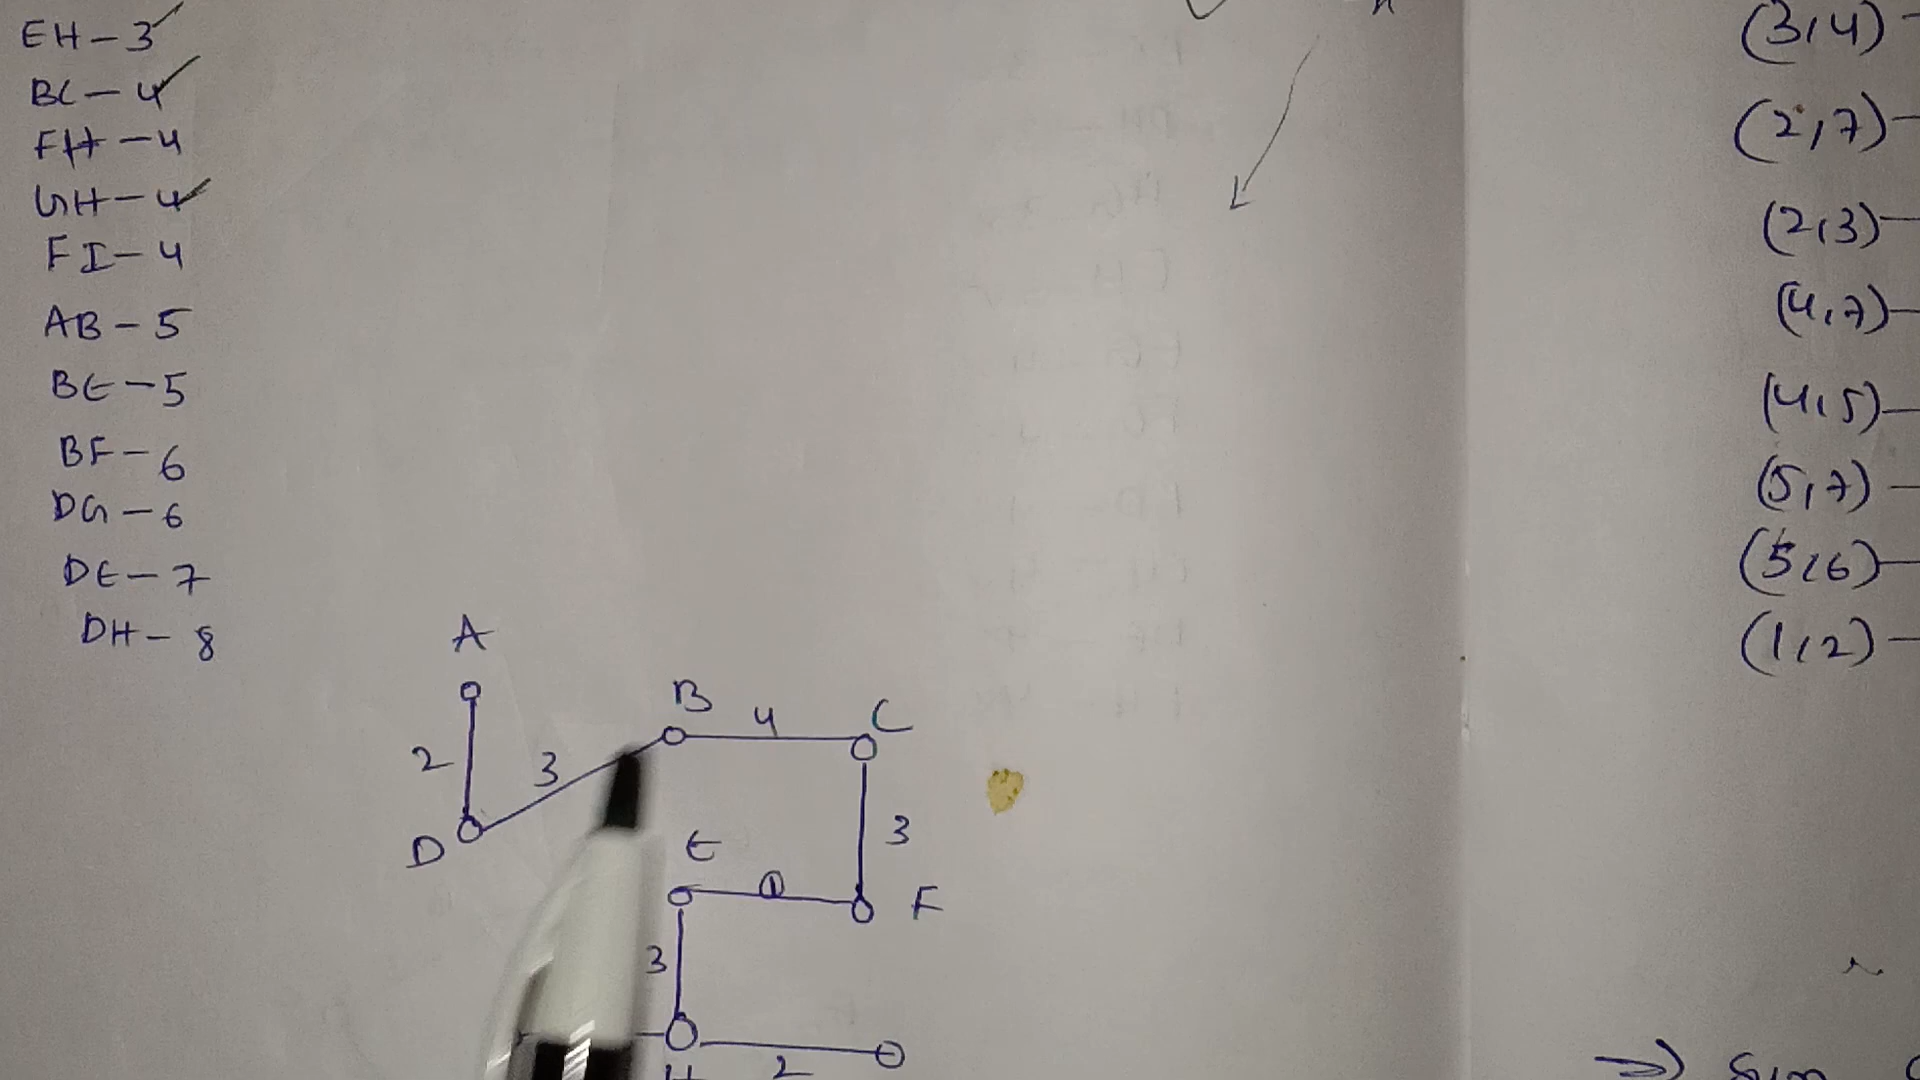 EH - 3
BC - 4
FH - 4
GH - 4
FI - 4
AB - 5
BE - 5
BF - 6
DG - 6
DE - 7
DH - 8
A
B
4
C
2
3
D
3
E
1
F
3
H
2
(3,4) -
(2,7) -
(2,3) -
(4,7) -
(4,5) -
(5,7) -
(5,6) -
(1,2) -
⇒ Sum